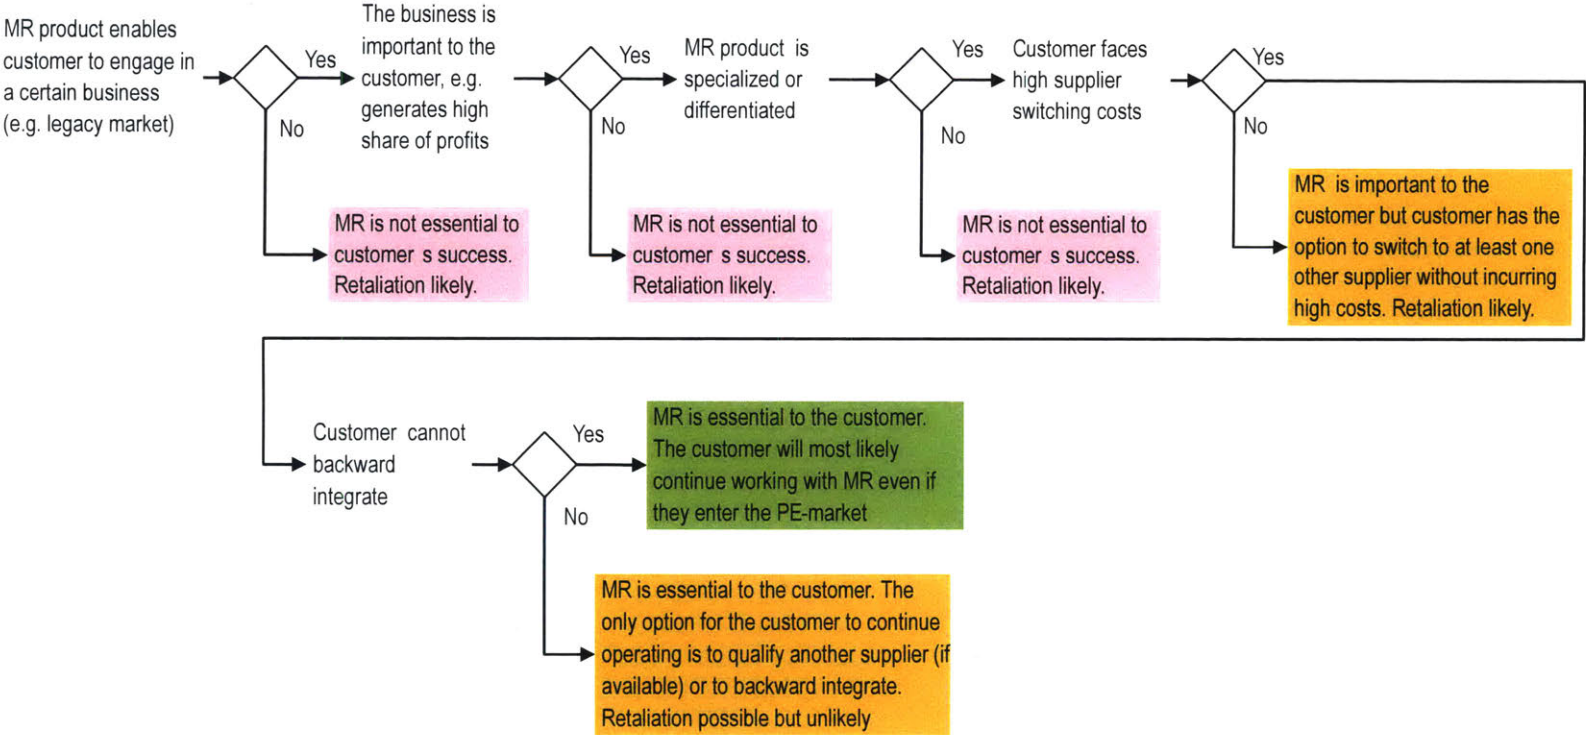 MR product enables
customer to engage in
a certain business
(e.g. legacy market)
Yes
No
The business is
important to the
customer, e.g.
generates high
share of profits
Yes
No
MR product is
specialized or
differentiated
Yes
No
Customer faces
high supplier
switching costs
Yes
No
MR is not essential to
customer s success.
Retaliation likely.
MR is not essential to
customer s success.
Retaliation likely.
MR is not essential to
customer s success.
Retaliation likely.
MR is important to the
customer but customer has the
option to switch to at least one
other supplier without incurring
high costs. Retaliation likely.
Customer cannot
backward
integrate
Yes
No
MR is essential to the customer.
The customer will most likely
continue working with MR even if
they enter the PE-market
MR is essential to the customer. The
only option for the customer to continue
operating is to qualify another supplier (if
available) or to backward integrate.
Retaliation possible but unlikely